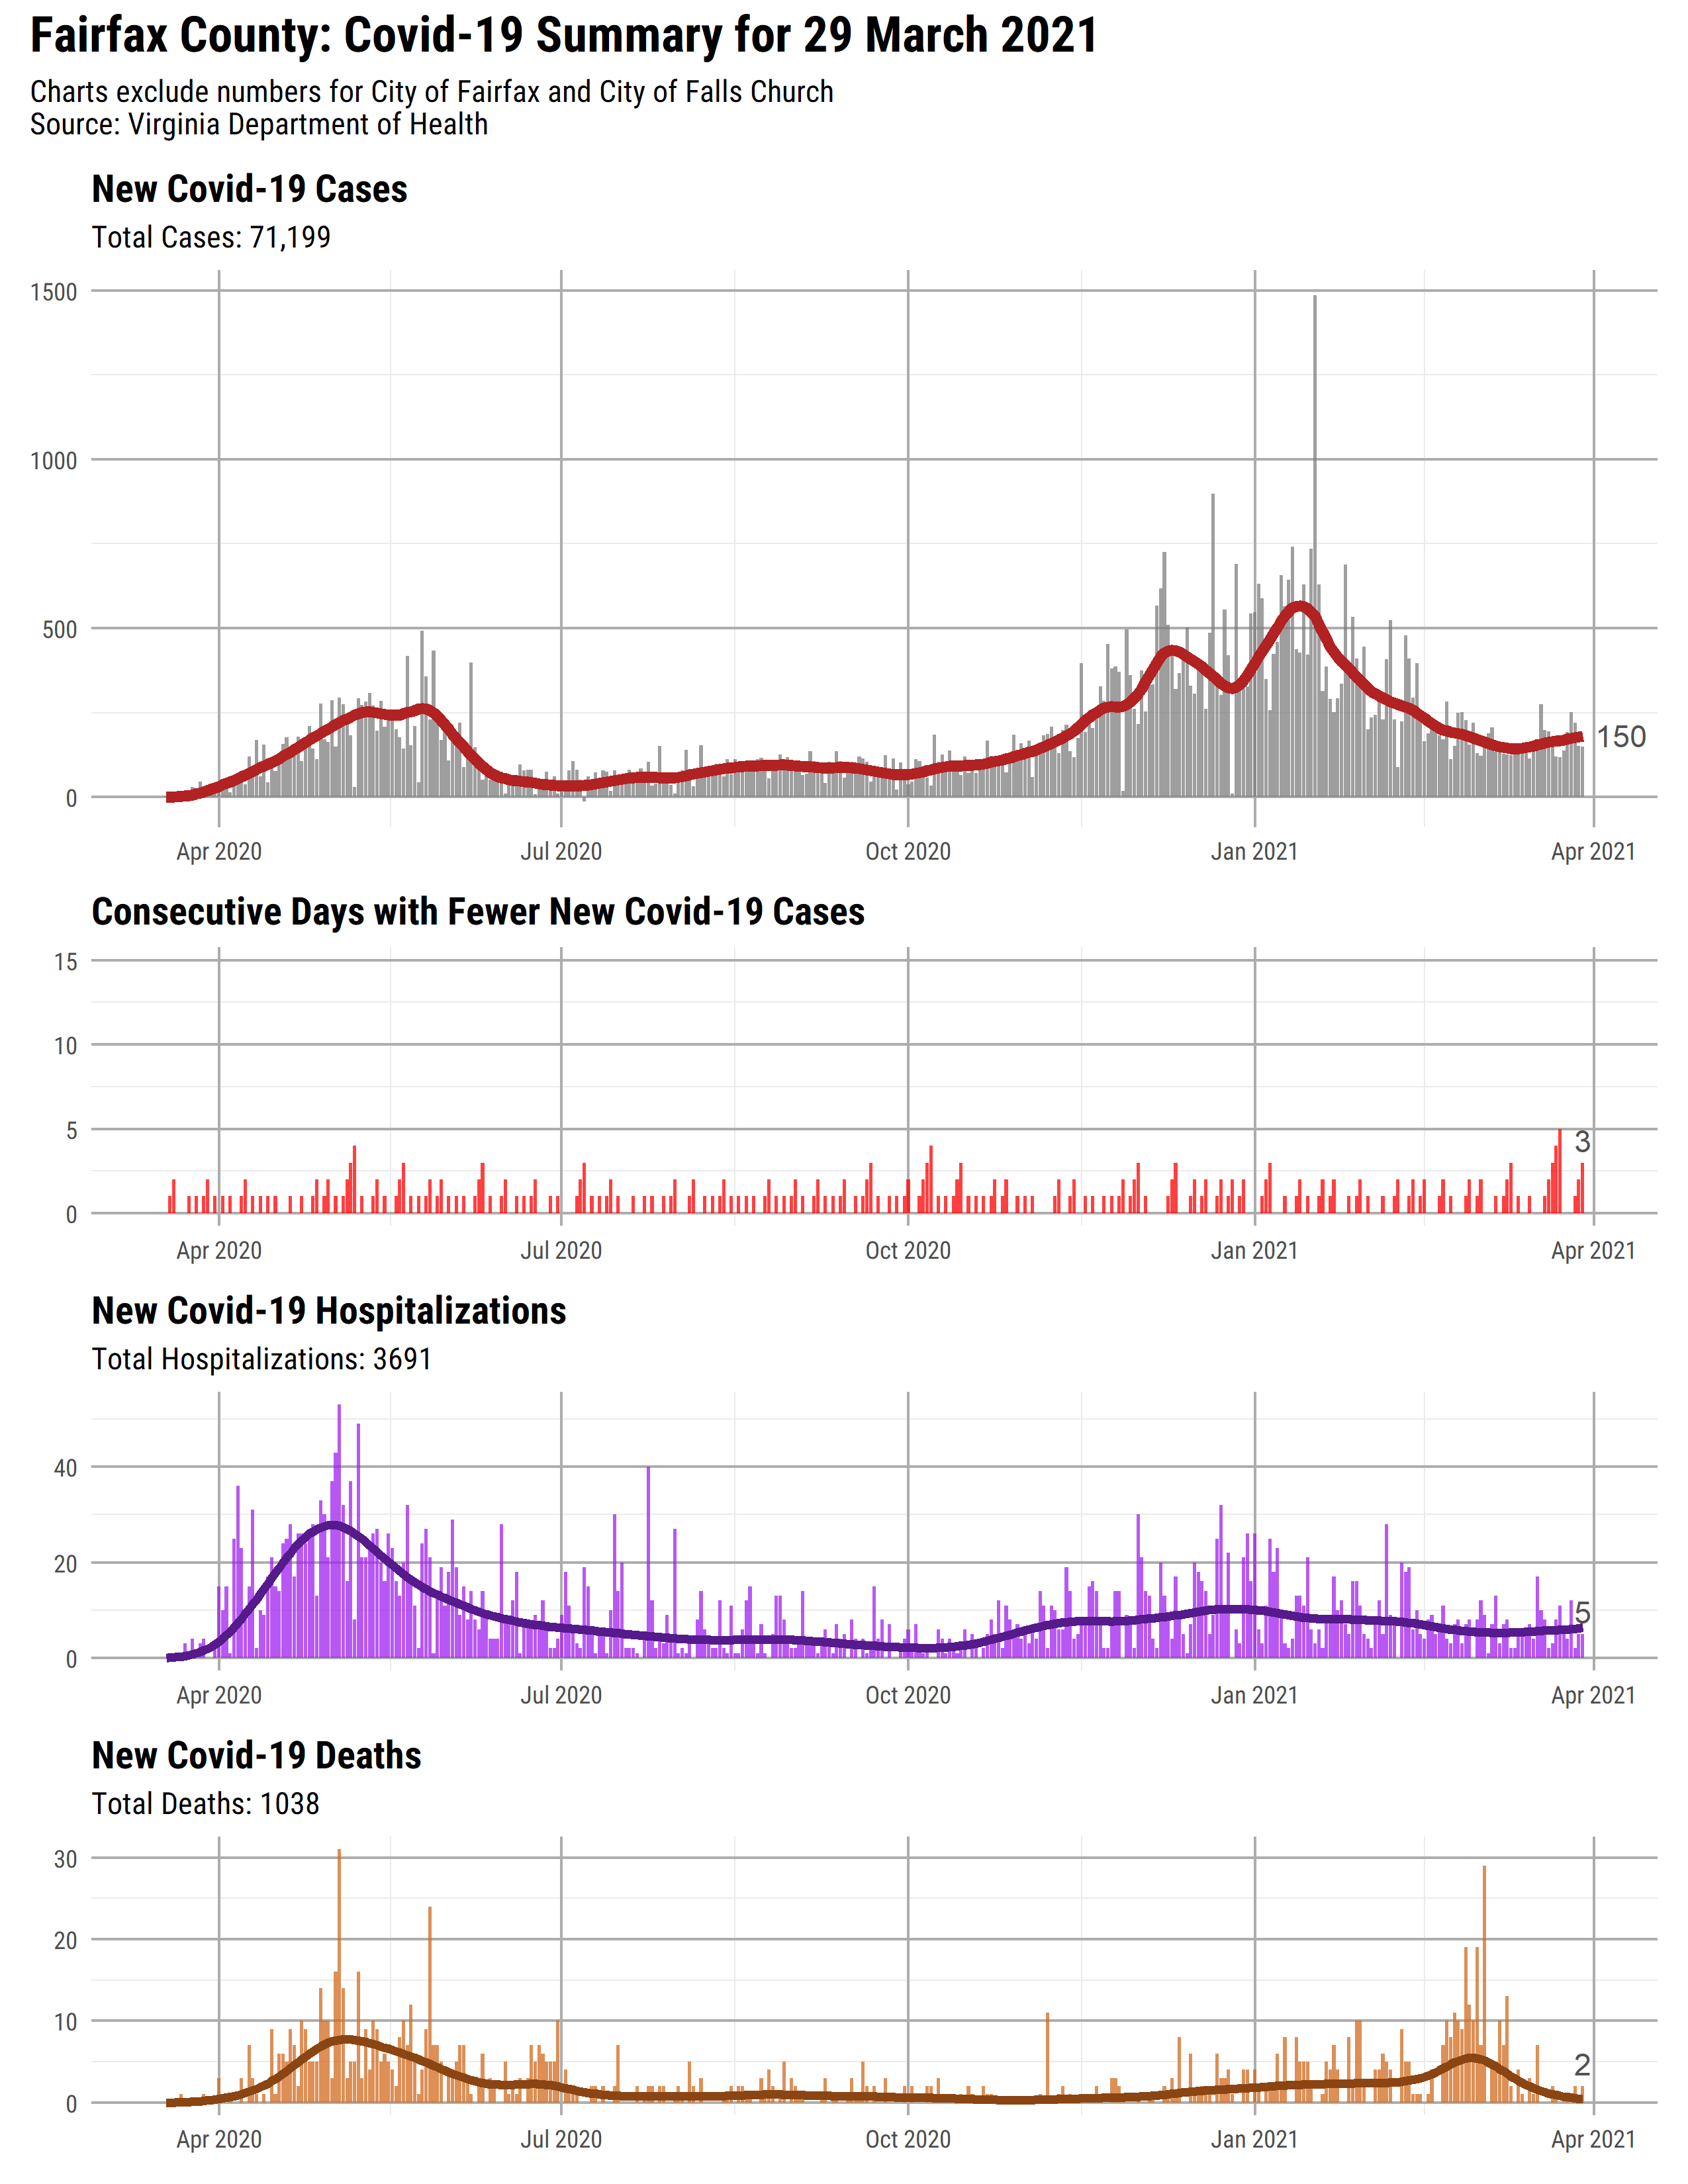 Fairfax County: Covid-19 Summary for 29 March 2021
Charts exclude numbers for City of Fairfax and City of Falls Church
Source: Virginia Department of Health
New Covid-19 Cases
Total Cases: 71,199
1500
1000
500
0
150
Apr 2020 Jul 2020 Oct 2020 Jan 2021 Apr 2021
Consecutive Days with Fewer New Covid-19 Cases
15
10
5
0
3
Apr 2020 Jul 2020 Oct 2020 Jan 2021 Apr 2021
New Covid-19 Hospitalizations
Total Hospitalizations: 3691
40
20
0
5
Apr 2020 Jul 2020 Oct 2020 Jan 2021 Apr 2021
New Covid-19 Deaths
Total Deaths: 1038
30
20
10
0
2
Apr 2020 Jul 2020 Oct 2020 Jan 2021 Apr 2021